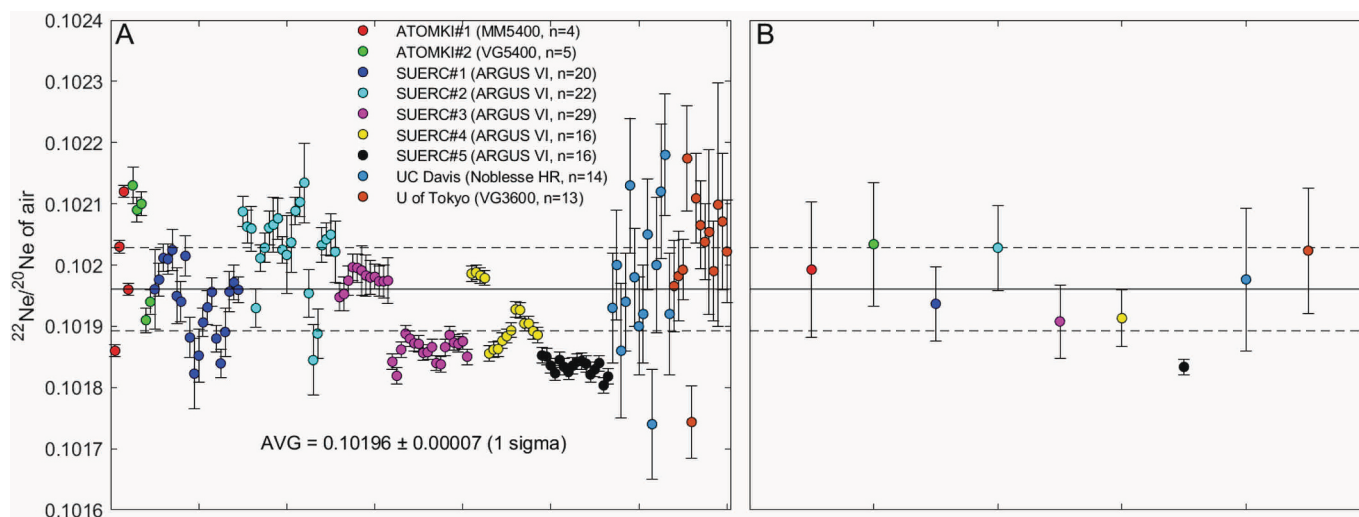 A
B
²²Ne/²⁰Ne of air
0.1024
0.1023
0.1022
0.1021
0.102
0.1019
0.1018
0.1017
0.1016
ATOMKI#1 (MM5400, n=4)
ATOMKI#2 (VG5400, n=5)
SUERC#1 (ARGUS VI, n=20)
SUERC#2 (ARGUS VI, n=22)
SUERC#3 (ARGUS VI, n=29)
SUERC#4 (ARGUS VI, n=16)
SUERC#5 (ARGUS VI, n=16)
UC Davis (Noblesse HR, n=14)
U of Tokyo (VG3600, n=13)
AVG = 0.10196 ± 0.00007 (1 sigma)